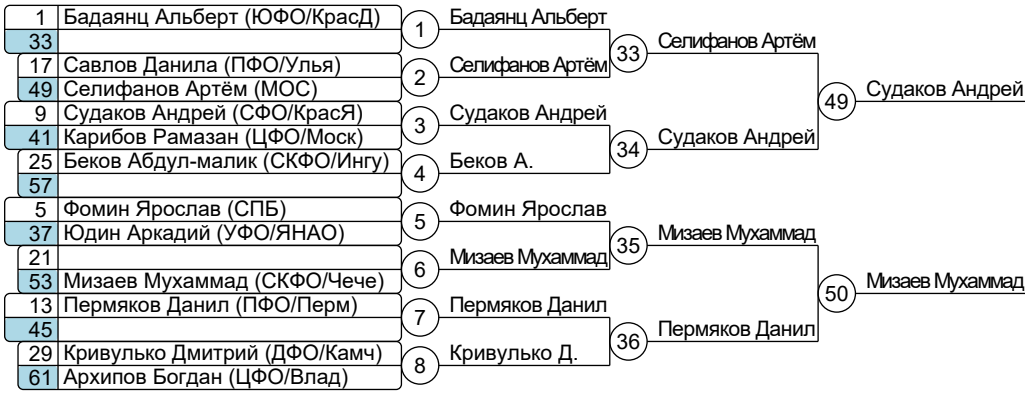 1 Бадаянц Альберт (ЮФО/КрасД)
33
17 Савлов Данила (ПФО/Улья)
49 Селифанов Артём (МОС)
9 Судаков Андрей (СФО/КрасЯ)
41 Карибов Рамазан (ЦФО/Моск)
25 Беков Абдул-малик (СКФО/Ингу)
57
5 Фомин Ярослав (СПБ)
37 Юдин Аркадий (УФО/ЯНАО)
21
53 Мизаев Мухаммад (СКФО/Чече)
13 Пермяков Данил (ПФО/Перм)
45
29 Кривулько Дмитрий (ДФО/Камч)
61 Архипов Богдан (ЦФО/Влад)
1 Бадаянц Альберт
2 Селифанов Артём
3 Судаков Андрей
4 Беков А.
5 Фомин Ярослав
6 Мизаев Мухаммад
7 Пермяков Данил
8 Кривулько Д.
33 Селифанов Артём
34 Судаков Андрей
35 Мизаев Мухаммад
36 Пермяков Данил
49 Судаков Андрей
50 Мизаев Мухаммад